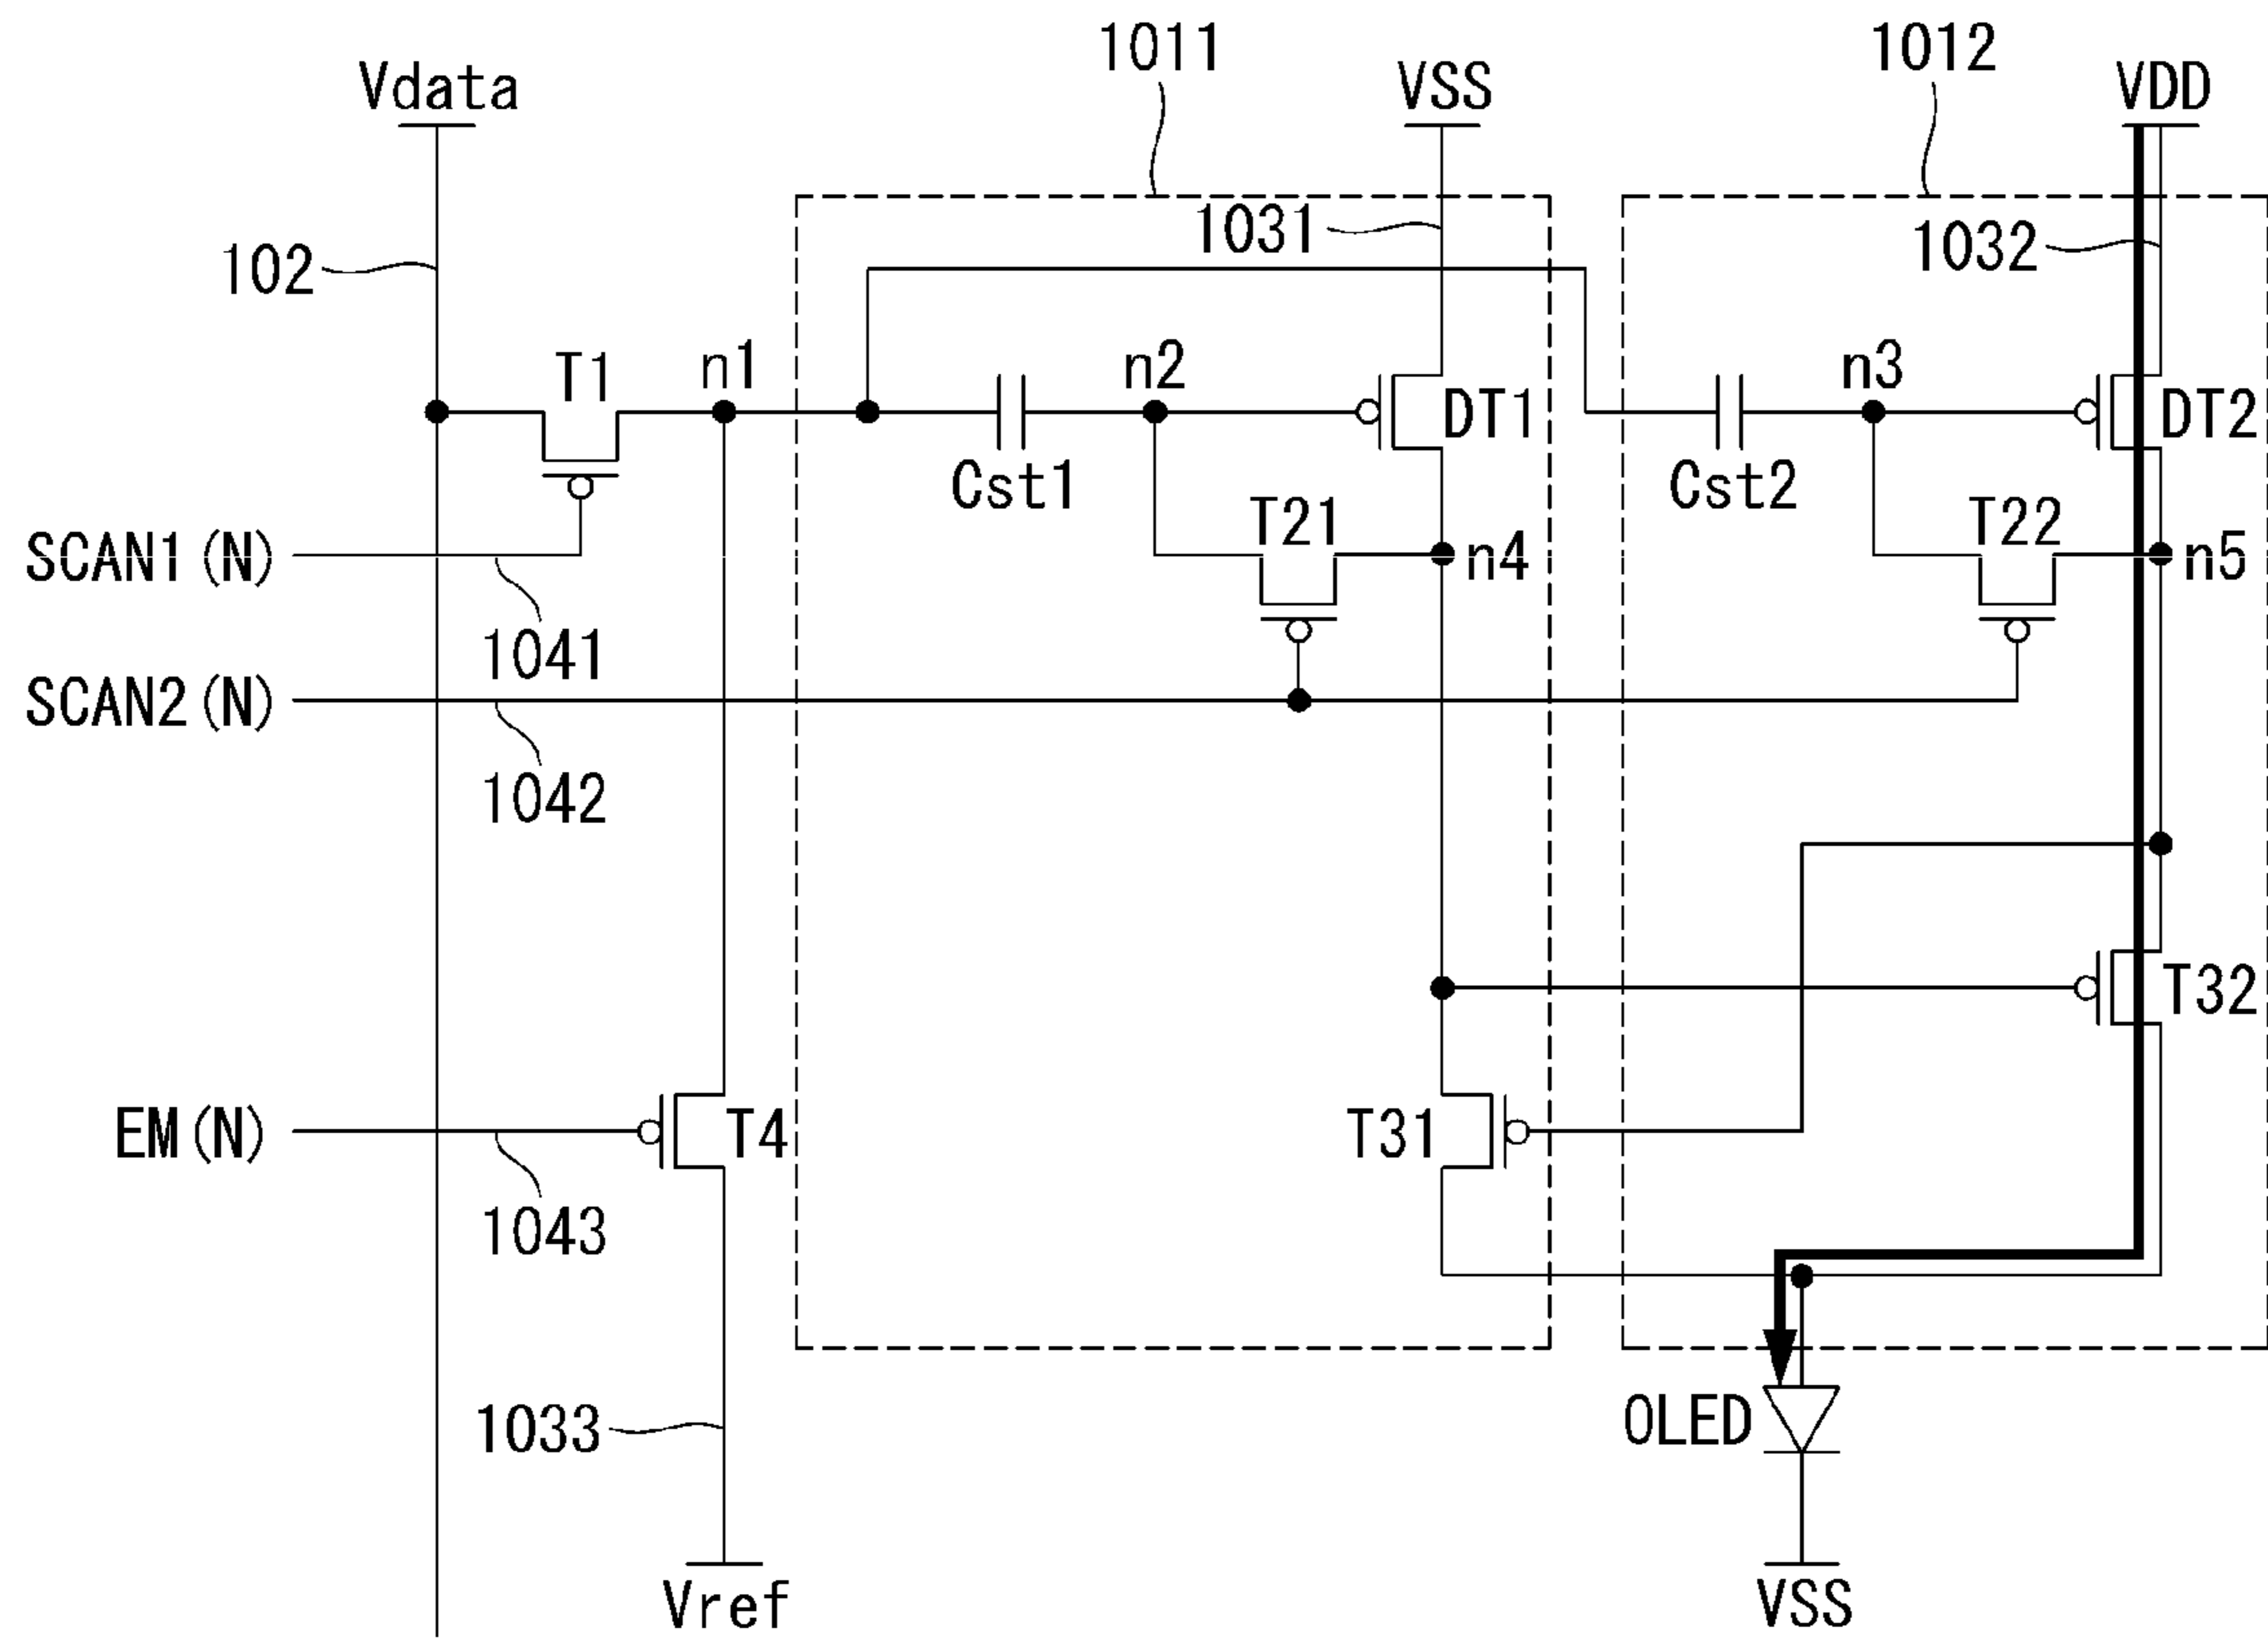 1011
1012
Vdata
VSS
VDD
1031
1032
102
T1
n1
n2
n3
DT1
DT2
Cst1
Cst2
T21
T22
SCAN1(N)
n4
n5
1041
SCAN2(N)
1042
T32
EM(N)
T4
T31
1043
1033
OLED
Vref
VSS